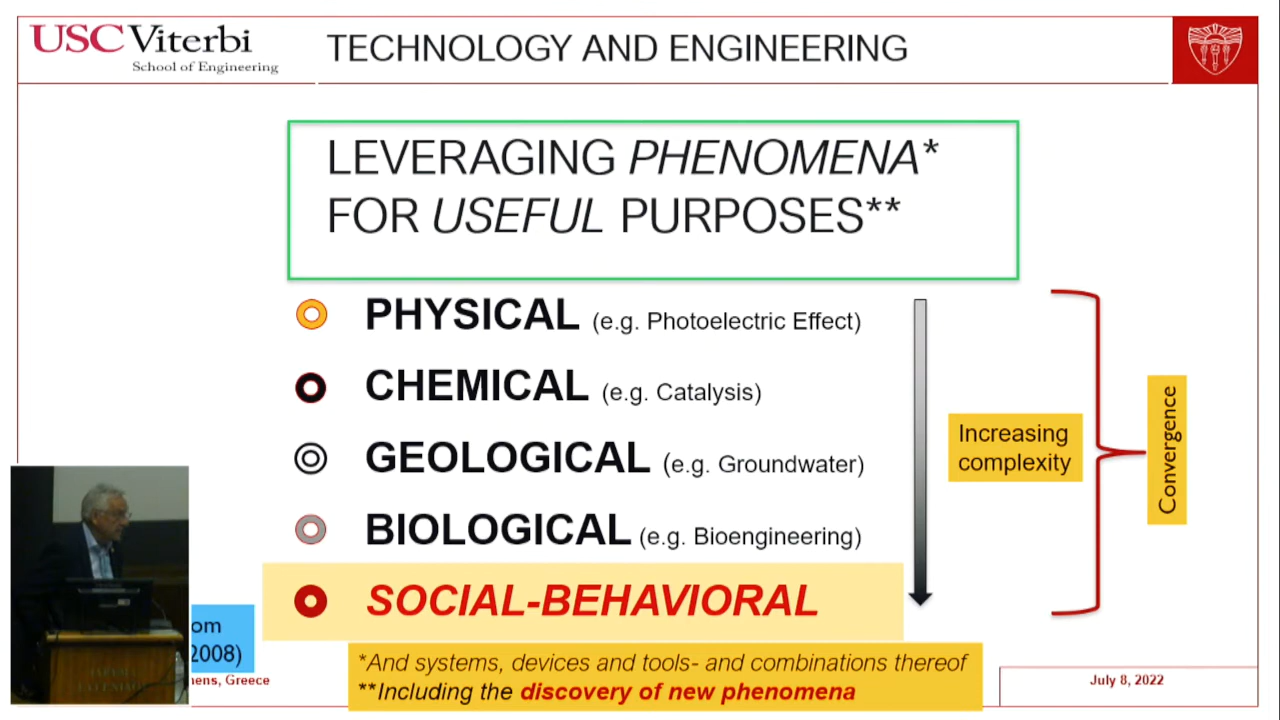 USC Viterbi
School of Engineering
TECHNOLOGY AND ENGINEERING
LEVERAGING PHENOMENA*
FOR USEFUL PURPOSES**
PHYSICAL (e.g. Photoelectric Effect)
CHEMICAL (e.g. Catalysis)
GEOLOGICAL (e.g. Groundwater)
BIOLOGICAL (e.g. Bioengineering)
SOCIAL-BEHAVIORAL
Increasing
complexity
Convergence
om
2008)
*And systems, devices and tools- and combinations thereof
**Including the discovery of new phenomena
hens, Greece
July 8, 2022